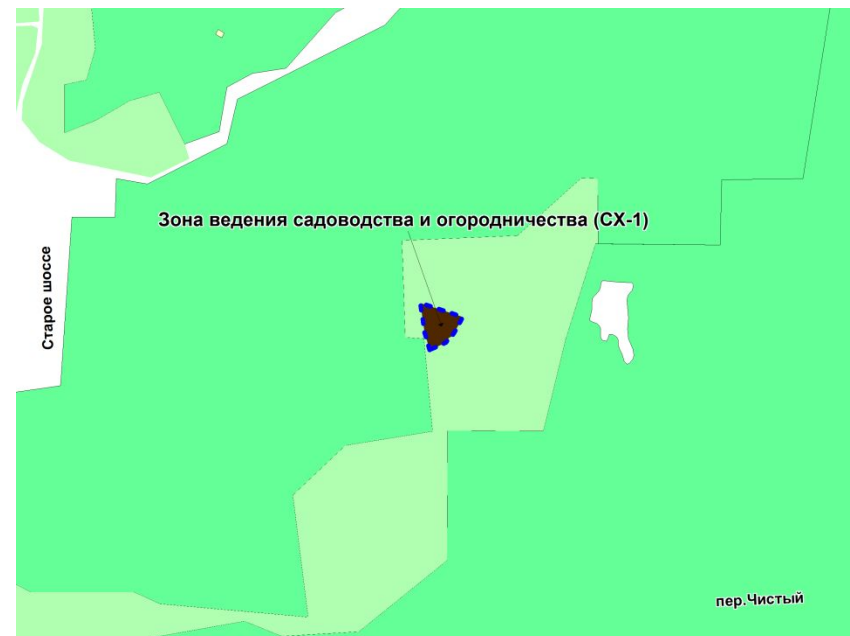 Зона ведения садоводства и огородничества (СХ-1)
Старое шоссе
пер.Чистый